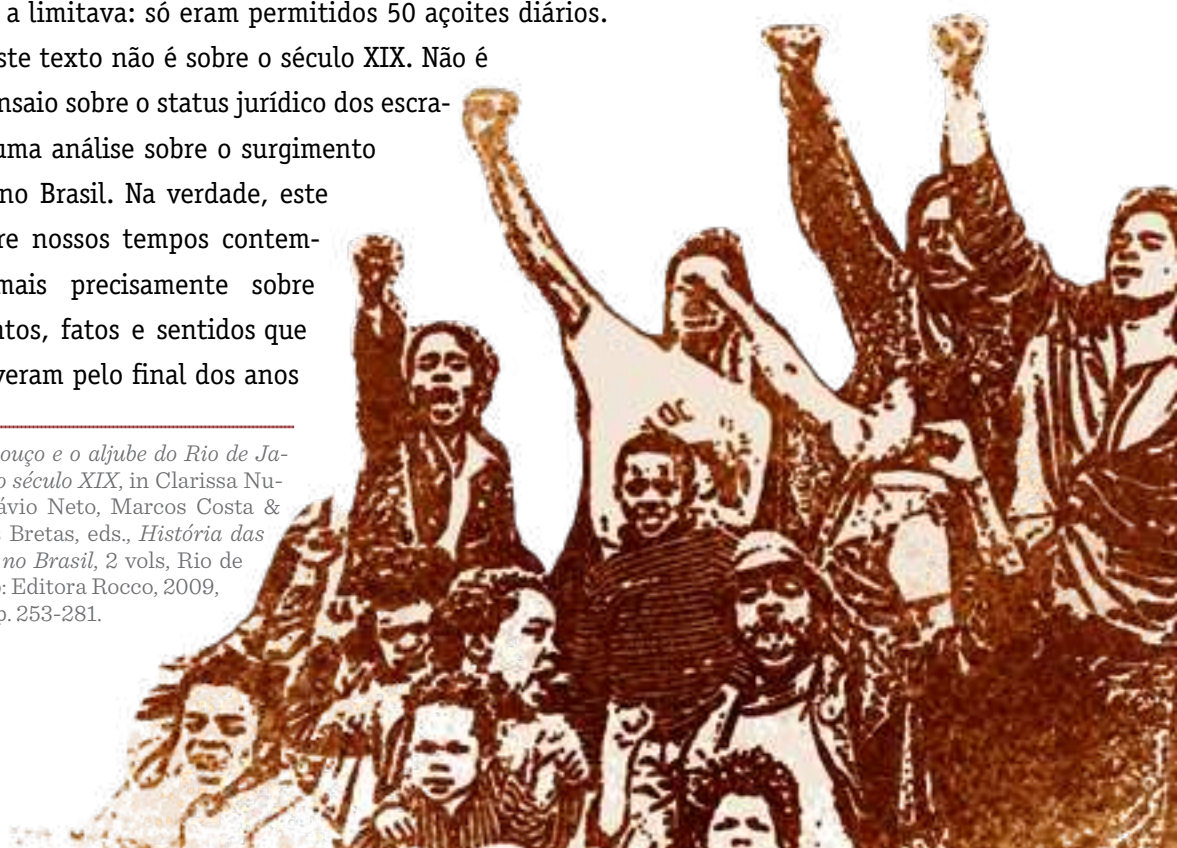 a limitava: só eram permitidos 50 açoites diários.
ste texto não é sobre o século XIX. Não é
nsaio sobre o status jurídico dos escra-
uma análise sobre o surgimento
no Brasil. Na verdade, este
re nossos tempos contem-
mais precisamente sobre
ntos, fatos e sentidos que
veram pelo final dos anos
ouço e o aljube do Rio de Ja-
o século XIX, in Clarissa Nu-
ávio Neto, Marcos Costa &
Bretas, eds., História das
no Brasil, 2 vols, Rio de
: Editora Rocco, 2009,
p. 253-281.